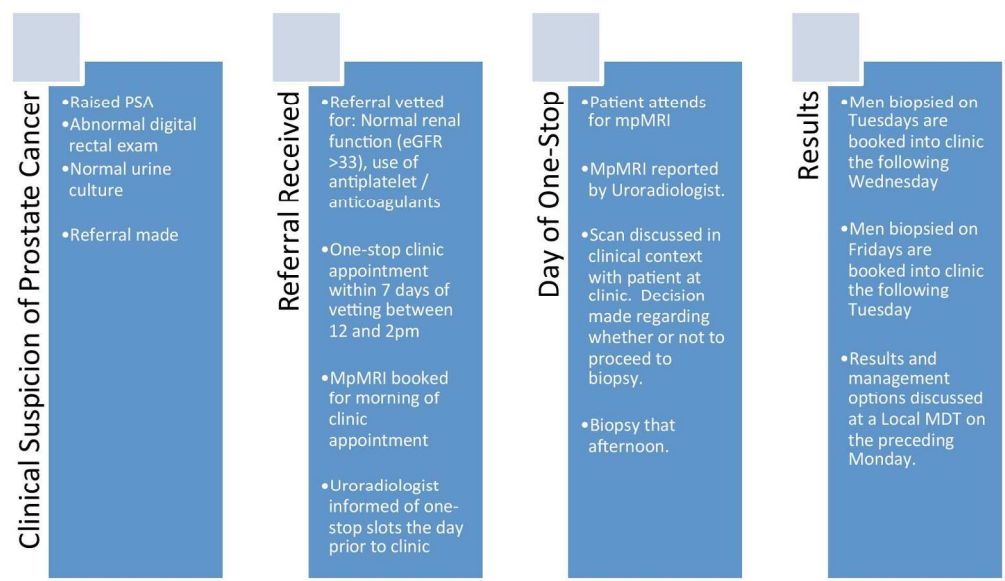 Clinical Suspicion of Prostate Cancer
•Raised PSA
•Abnormal digital
rectal exam
•Normal urine
culture
•Referral made
Referral Received
•Referral vetted
for: Normal renal
function (eGFR
>33), use of
antiplatelet /
anticoagulants
•One-stop clinic
appointment
within 7 days of
vetting between
12 and 2pm
•MpMRI booked
for morning of
clinic
appointment
•Uroradiologist
informed of one-
stop slots the day
prior to clinic
Day of One-Stop
•Patient attends
for mpMRI
•MpMRI reported
by Uroradiologist.
•Scan discussed in
clinical context
with patient at
clinic. Decision
made regarding
whether or not to
proceed to
biopsy.
•Biopsy that
afternoon.
Results
•Men biopsied on
Tuesdays are
booked into clinic
the following
Wednesday
•Men biopsied on
Fridays are
booked into clinic
the following
Tuesday
•Results and
management
options discussed
at a Local MDT on
the preceding
Monday.